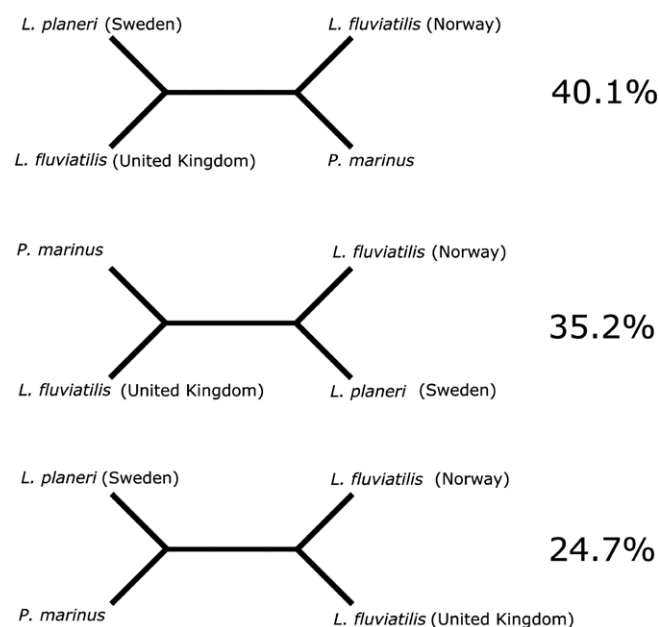 L. planeri (Sweden) L. fluviatilis (Norway)
40.1%
L. fluviatilis (United Kingdom) P. marinus
P. marinus L. fluviatilis (Norway)
35.2%
L. fluviatilis (United Kingdom) L. planeri (Sweden)
L. planeri (Sweden) L. fluviatilis (Norway)
24.7%
P. marinus L. fluviatilis (United Kingdom)